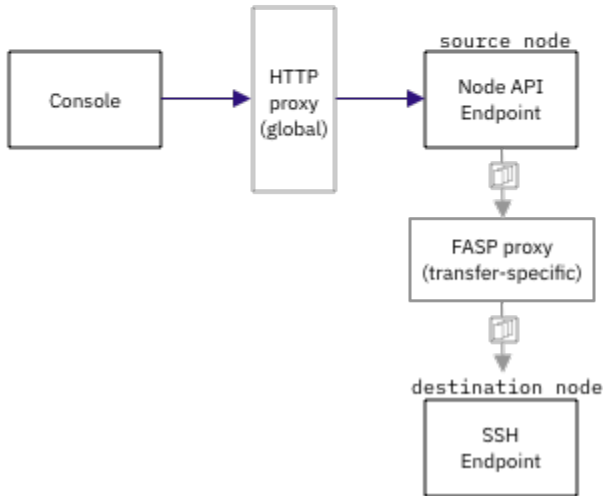 source node
Console
HTTP
proxy
(global)
Node API
Endpoint
FASP proxy
(transfer-specific)
destination node
SSH
Endpoint